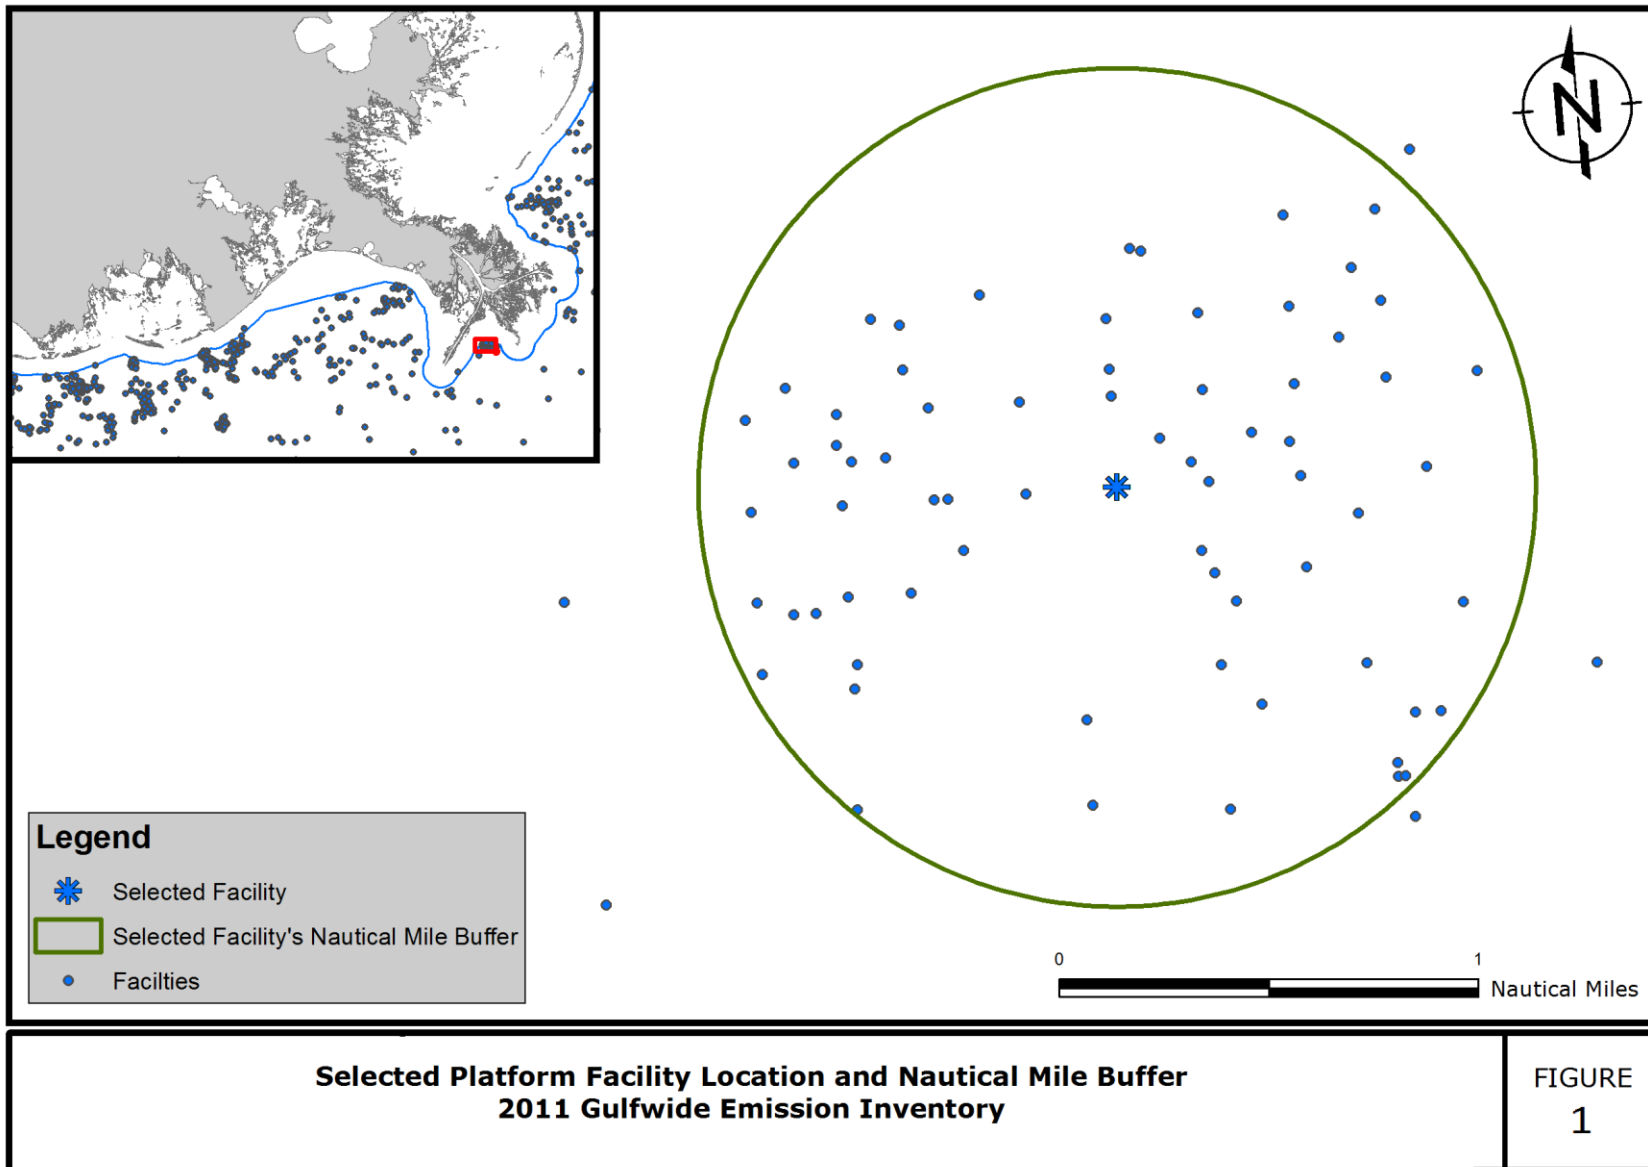 N
Legend
Selected Facility
Selected Facility's Nautical Mile Buffer
Facilties
0 1
Nautical Miles
Selected Platform Facility Location and Nautical Mile Buffer
2011 Gulfwide Emission Inventory
FIGURE
1